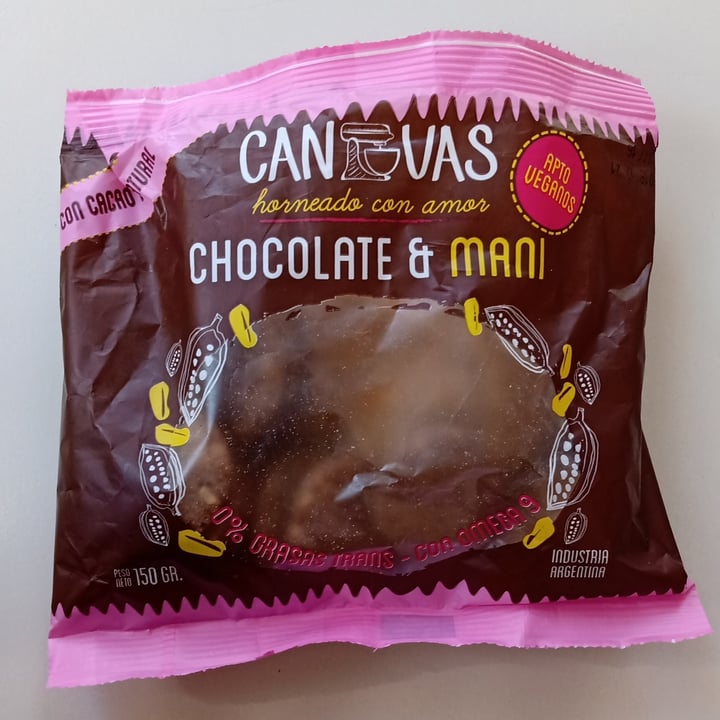 CANOVAS
horneado con amor
CHOCOLATE & MANI
CON CACAO NATURAL
APTO
VEGANOS
0% GRASAS TRANS - CON OMEGA 9
PESO
NETO 150 GR.
INDUSTRIA
ARGENTINA